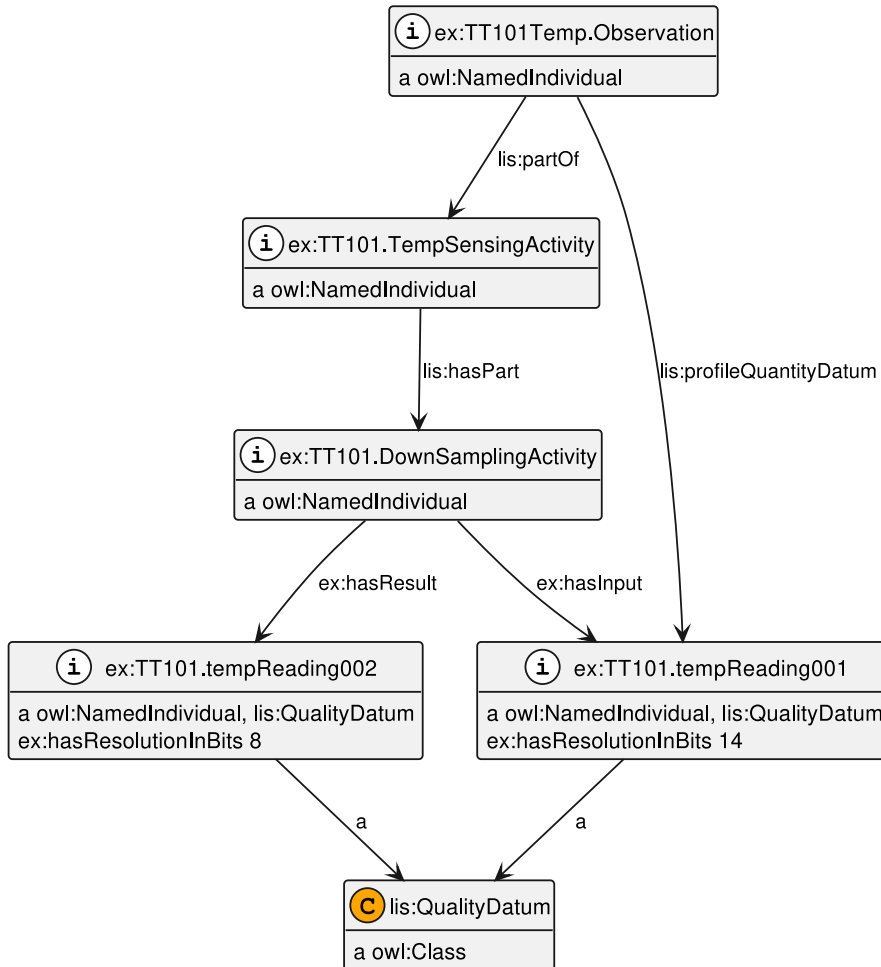 i ex:TT101Temp.Observation
a owl:NamedIndividual
lis:partOf
i ex:TT101.TempSensingActivity
a owl:NamedIndividual
lis:hasPart
lis:profileQuantityDatum
i ex:TT101.DownSamplingActivity
a owl:NamedIndividual
ex:hasResult
ex:hasInput
i ex:TT101.tempReading002
a owl:NamedIndividual, lis:QualityDatum
ex:hasResolutionInBits 8
i ex:TT101.tempReading001
a owl:NamedIndividual, lis:QualityDatum
ex:hasResolutionInBits 14
a
a
C lis:QualityDatum
a owl:Class